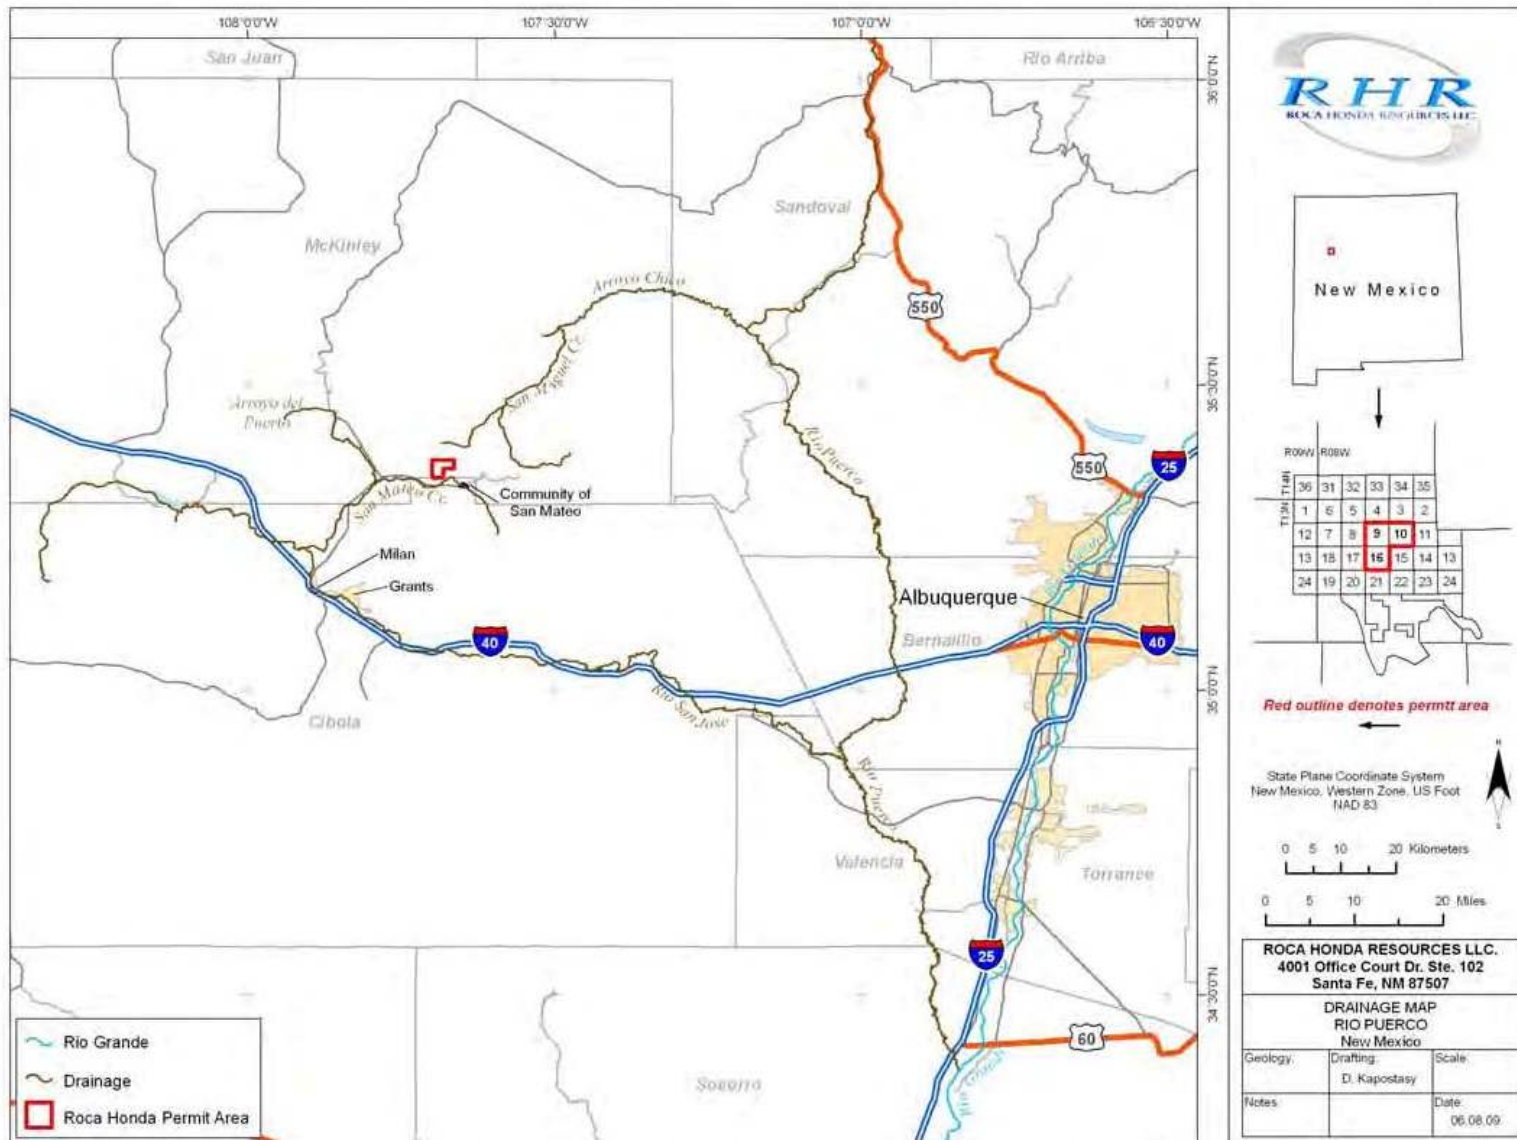 108°0'0"W
107°30'0"W
107°0'0"W
106°30'0"W
36°0'0"N
35°30'0"N
35°0'0"N
34°30'0"N
San Juan
Rio Arriba
Sandoval
McKinley
Arroyo Chico
550
San Miguel Cr.
Arroyo del
Puerto
Rio Puerco
550
25
San Mateo Cr.
Community of
San Mateo
Milan
Grants
Albuquerque
40
Bernalillo
40
Rio San Jose
Cibola
Rio Puerco
Valencia
Torrance
25
60
Socorro
Rio Grande
Rio Grande
Drainage
Roca Honda Permit Area
RHR
ROCA HONDA RESOURCES LLC
New Mexico
R09W R08W
T14N
T13N
36 31 32 33 34 35
1 6 5 4 3 2
12 7 8 9 10 11
13 18 17 16 15 14 13
24 19 20 21 22 23 24
Red outline denotes permtt area
N
S
State Plane Coordinate System
New Mexico, Western Zone, US Foot
NAD 83
0 5 10 20 Kilometers
0 5 10 20 Miles
ROCA HONDA RESOURCES LLC.
4001 Office Court Dr. Ste. 102
Santa Fe, NM 87507
DRAINAGE MAP
RIO PUERCO
New Mexico
Geology:
Drafting:
D. Kapostasy
Scale:
Notes:
Date:
06.08.09